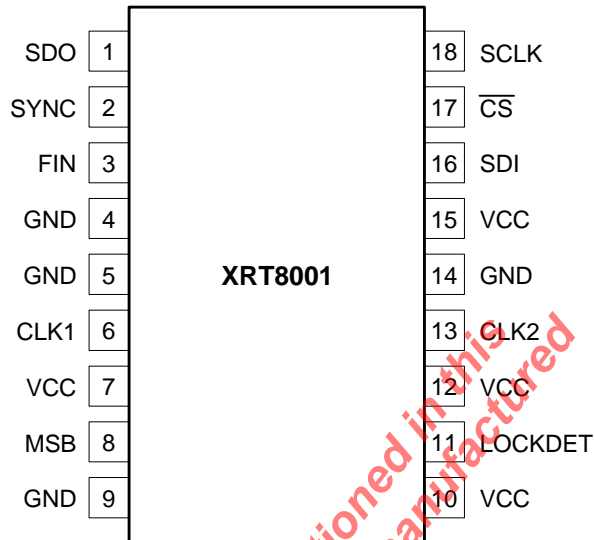 SDO 1 18 SCLK
SYNC 2 17 C̅S̅
FIN 3 16 SDI
GND 4 15 VCC
GND 5 XRT8001 14 GND
CLK1 6 13 CLK2
VCC 7 12 VCC
MSB 8 11 LOCKDET
GND 9 10 VCC
tioned in this
manufactured